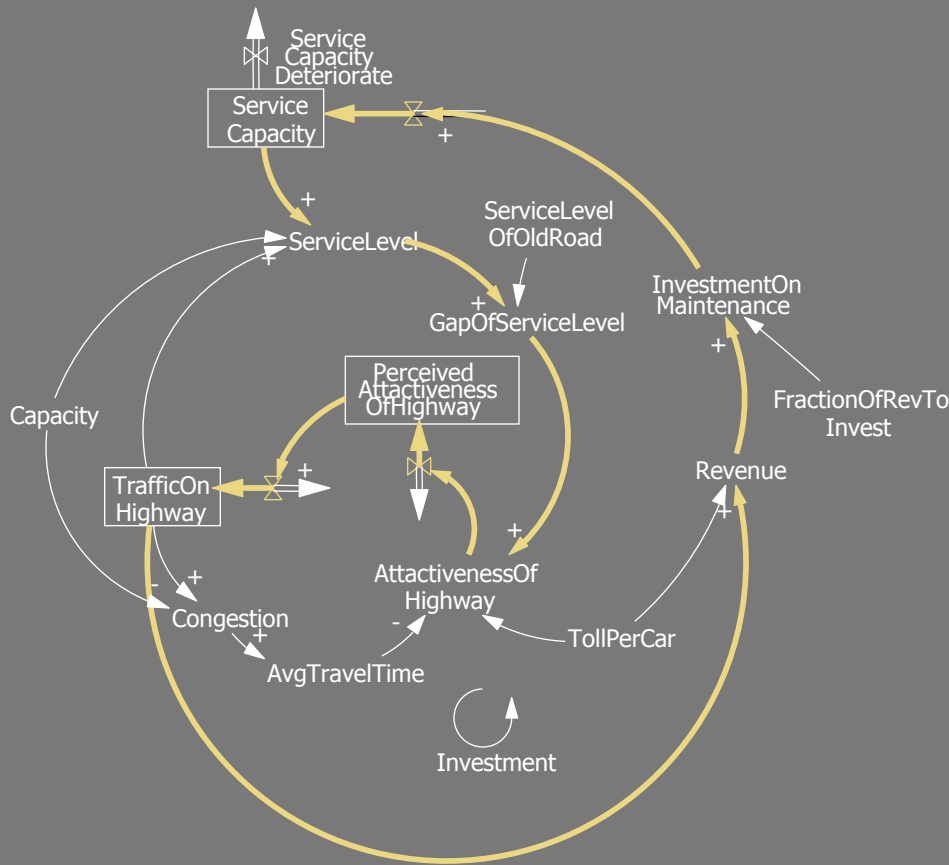 Service
Capacity
Deteriorate
Service
Capacity
+
+
ServiceLevel
+
ServiceLevel
OfOldRoad
+
GapOfServiceLevel
InvestmentOn
Maintenance
+
Perceived
Attactiveness
OfHighway
Capacity
FractionOfRevTo
Invest
+
TrafficOn
Highway
Revenue
+
+
AttactivenessOf
Highway
-
+
Congestion
+
-
TollPerCar
AvgTravelTime
Investment